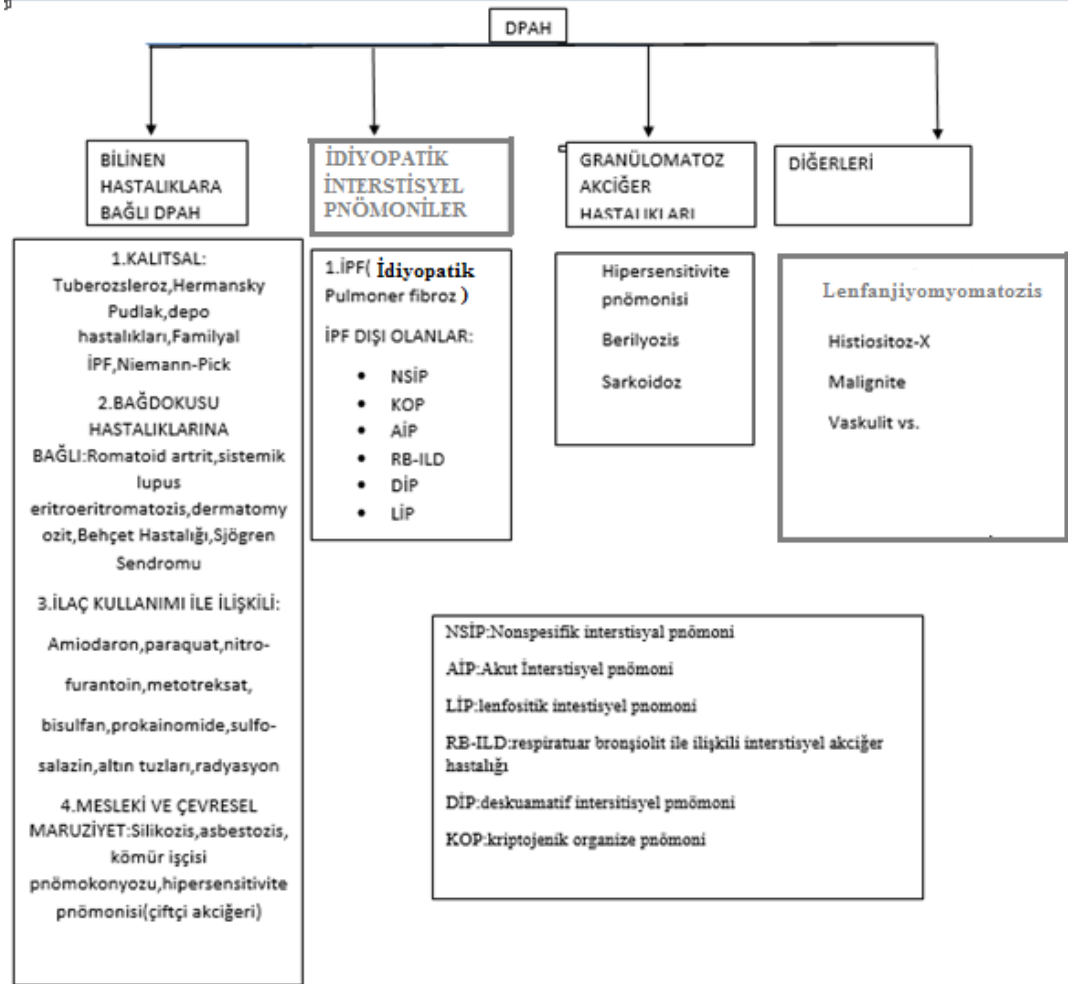 DPAH
BİLİNEN
HASTALIKLARA
BAĞLI DPAH
İDİYOPATİK
İNTERSTİSYEL
PNÖMONİLER
GRANÜLOMATOZ
AKCİĞER
HASTALIKLARI
DİĞERLERİ
1.KALITSAL:
Tuberozsleroz,Hermansky
Pudlak,depo
hastalıkları,Familyal
İPF,Niemann-Pick
2.BAĞDOKUSU
HASTALIKLARINA
BAĞLI:Romatoid artrit,sistemik
lupus
eritroeritromatozis,dermatomy
ozit,Behçet Hastalığı,Sjögren
Sendromu
3.İLAÇ KULLANIMI İLE İLİŞKİLİ:
Amiodaron,paraquat,nitro-
furantoin,metotreksat,
bisulfan,prokainomide,sulfo-
salazin,altın tuzları,radyasyon
4.MESLEKİ VE ÇEVRESEL
MARUZİYET:Silikozis,asbestozis,
kömür işçisi
pnömokonyozu,hipersensitivite
pnömonisi(çiftçi akciğeri)
1.İPF( İdiyopatik
Pulmoner fibroz )
İPF DIŞI OLANLAR:
• NSİP
• KOP
• AİP
• RB-ILD
• DİP
• LİP
Hipersensitivite
pnömonisi
Berilyozis
Sarkoidoz
Lenfanjiyomyomatozis
Histiositoz-X
Malignite
Vaskulit vs.
NSİP:Nonspesifik interstisyal pnömoni
AİP:Akut İnterstisyel pnömoni
LİP:lenfositik intestisyel pnomoni
RB-ILD:respiratuar bronşiolit ile ilişkili interstisyel akciğer
hastalığı
DİP:deskuamatif intersitisyel pmömoni
KOP:kriptojenik organize pnömoni